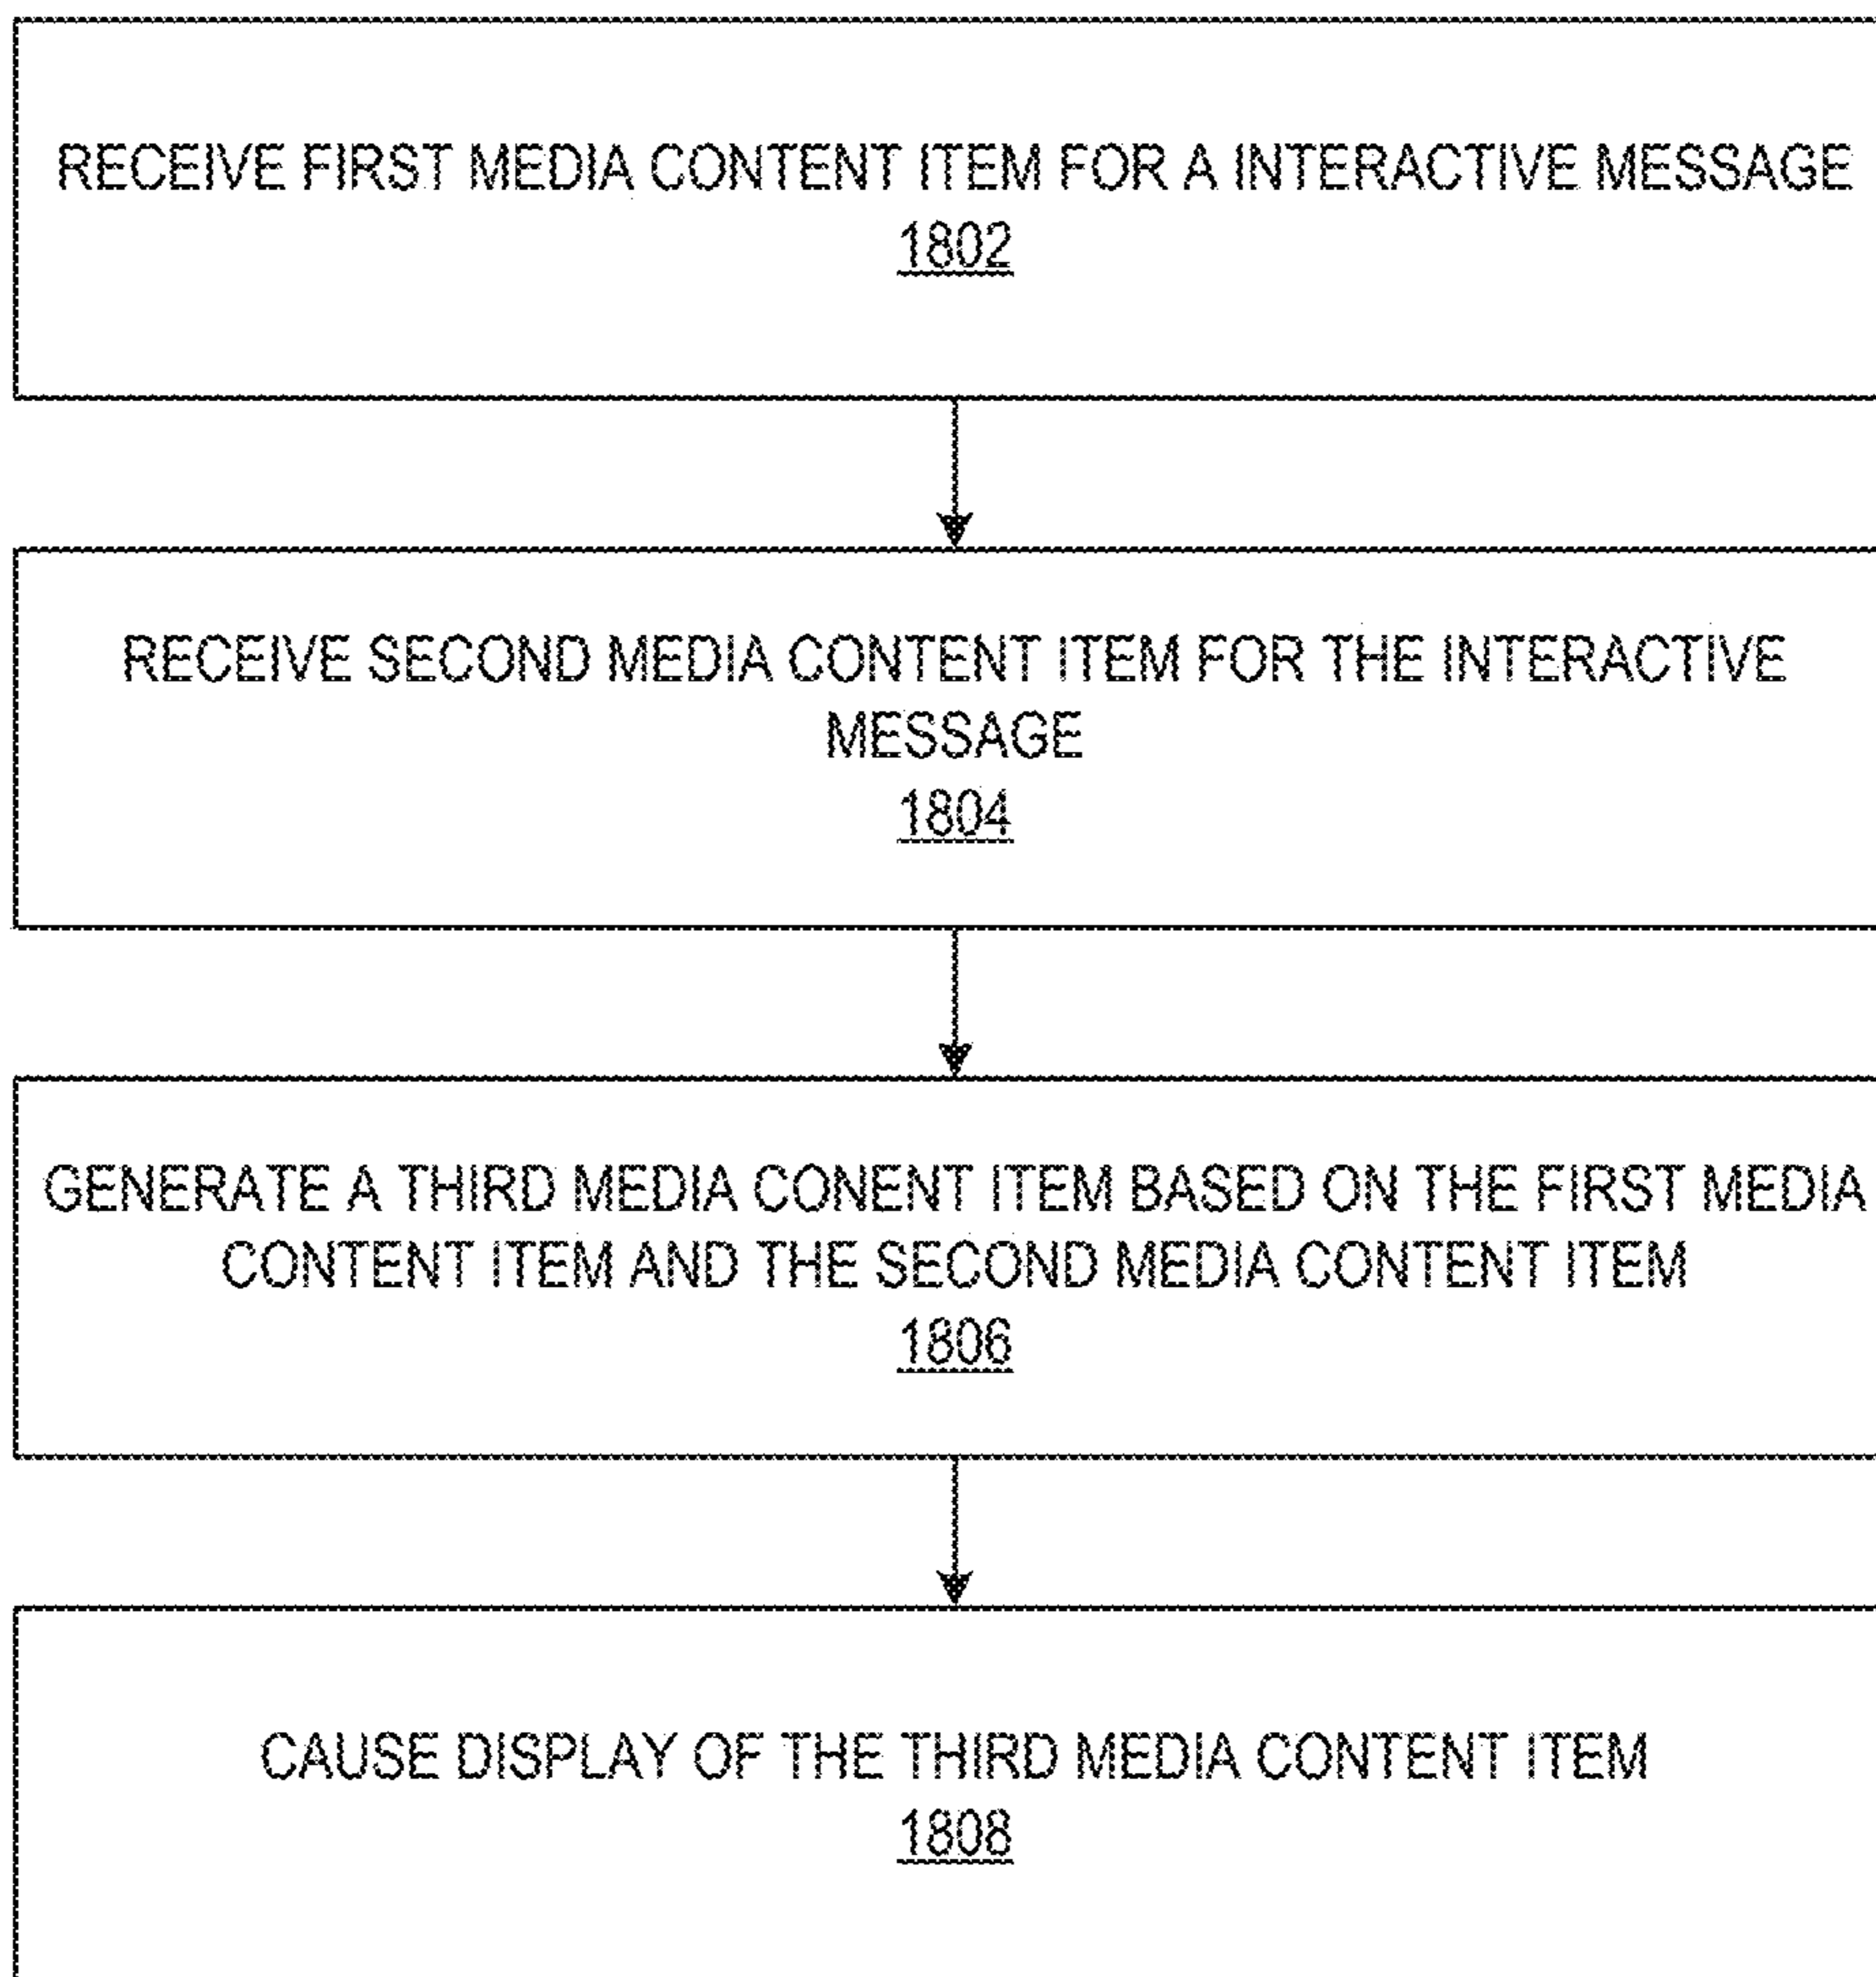 RECEIVE FIRST MEDIA CONTENT ITEM FOR A INTERACTIVE MESSAGE
1802
RECEIVE SECOND MEDIA CONTENT ITEM FOR THE INTERACTIVE
MESSAGE
1804
GENERATE A THIRD MEDIA CONENT ITEM BASED ON THE FIRST MEDIA
CONTENT ITEM AND THE SECOND MEDIA CONTENT ITEM
1806
CAUSE DISPLAY OF THE THIRD MEDIA CONTENT ITEM
1808